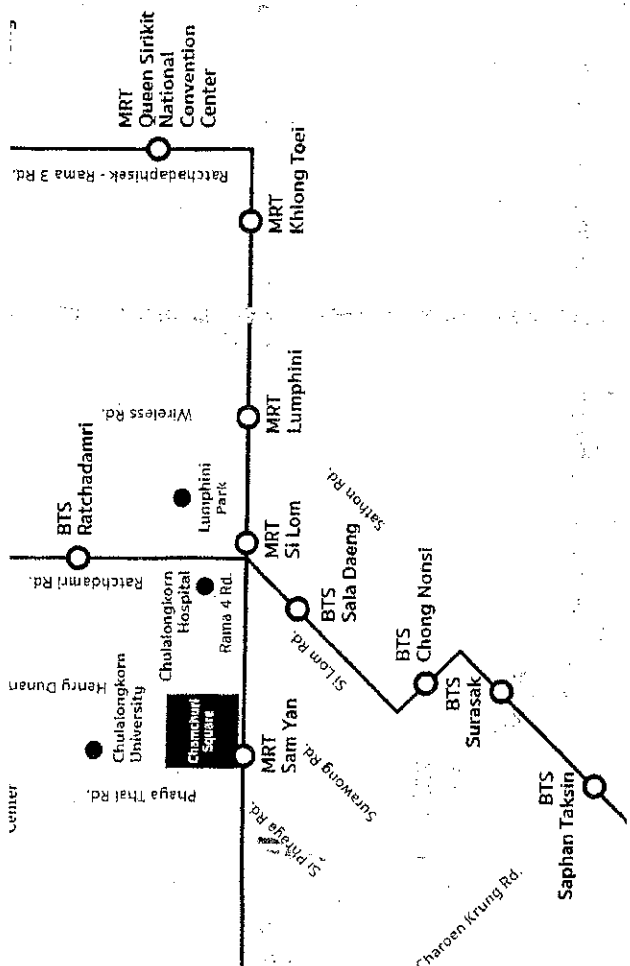 MRT
Queen Sirikit
National
Convention
Center
Ratchadaphisek - Rama 3 Rd.
MRT
Khlong Toei
Wireless Rd.
MRT
Lumphini
Lumphini
Park
BTS
Ratchadamri
Ratchdamri Rd.
MRT
Si Lom
Sathon Rd.
BTS
Sala Daeng
Si Lom Rd.
Chulalongkorn
Hospital
Rama 4 Rd.
Henry Dunan
Chulalongkorn
University
Chamchuri
Square
MRT
Sam Yan
Phaya Thai Rd.
Center
Si Phraya Rd.
Surawong Rd.
BTS
Chong Nonsi
BTS
Surasak
BTS
Saphan Taksin
Charoen Krung Rd.